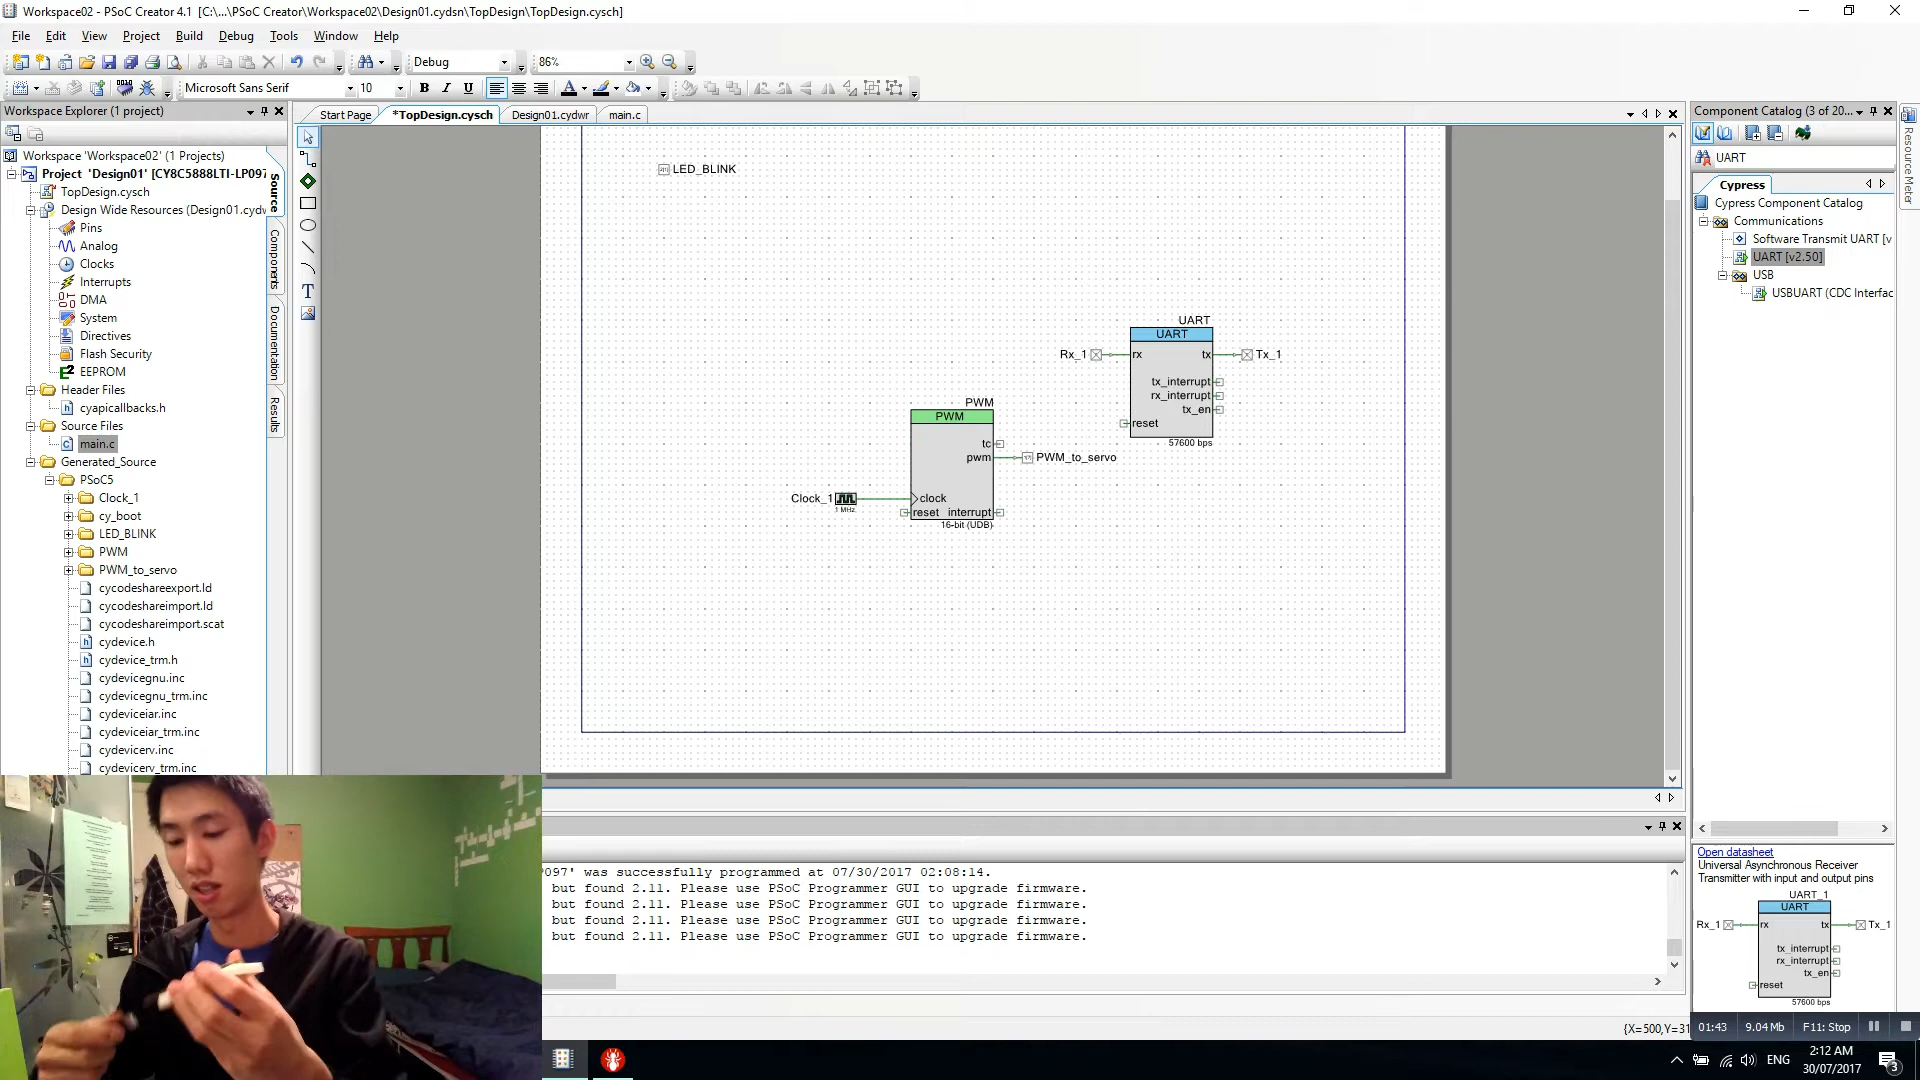 Workspace02 - PSoC Creator 4.1 [C:\...\PSoC Creator\Workspace02\Design01.cydsn\TopDesign\TopDesign.cysch]
File Edit View Project Build Debug Tools Window Help
Debug 86%
Microsoft Sans Serif 10 B I U A
Workspace Explorer (1 project)
Workspace 'Workspace02' (1 Projects)
Project 'Design01' [CY8C5888LTI-LP097
TopDesign.cysch
Design Wide Resources (Design01.cydw
Pins
Analog
Clocks
Interrupts
DMA
System
Directives
Flash Security
EEPROM
Header Files
cyapicallbacks.h
Source Files
main.c
Generated_Source
PSoC5
Clock_1
cy_boot
LED_BLINK
PWM
PWM_to_servo
cycodeshareexport.ld
cycodeshareimport.ld
cycodeshareimport.scat
cydevice.h
cydevice_trm.h
cydevicegnu.inc
cydevicegnu_trm.inc
cydeviceiar.inc
cydeviceiar_trm.inc
cydevicerv.inc
cydevicerv_trm.inc
Source
Components
Documentation
Results
Start Page *TopDesign.cysch Design01.cydwr main.c
LED_BLINK
UART
UART
Rx_1 rx tx Tx_1
tx_interrupt
rx_interrupt
tx_en
reset
57600 bps
PWM
PWM
tc
pwm PWM_to_servo
Clock_1 clock
1 MHz
reset interrupt
16-bit (UDB)
097' was successfully programmed at 07/30/2017 02:08:14.
but found 2.11. Please use PSoC Programmer GUI to upgrade firmware.
but found 2.11. Please use PSoC Programmer GUI to upgrade firmware.
but found 2.11. Please use PSoC Programmer GUI to upgrade firmware.
but found 2.11. Please use PSoC Programmer GUI to upgrade firmware.
{X=500,Y=31
Component Catalog (3 of 20...
UART
Cypress
Cypress Component Catalog
Communications
Software Transmit UART [v
UART [v2.50]
USB
USBUART (CDC Interfac
Resource Meter
Open datasheet
Universal Asynchronous Receiver
Transmitter with input and output pins
UART_1
UART
Rx_1 rx tx Tx_1
tx_interrupt
rx_interrupt
tx_en
reset
57600 bps
01:43 9.04 Mb F11: Stop
ENG 2:12 AM
30/07/2017
3